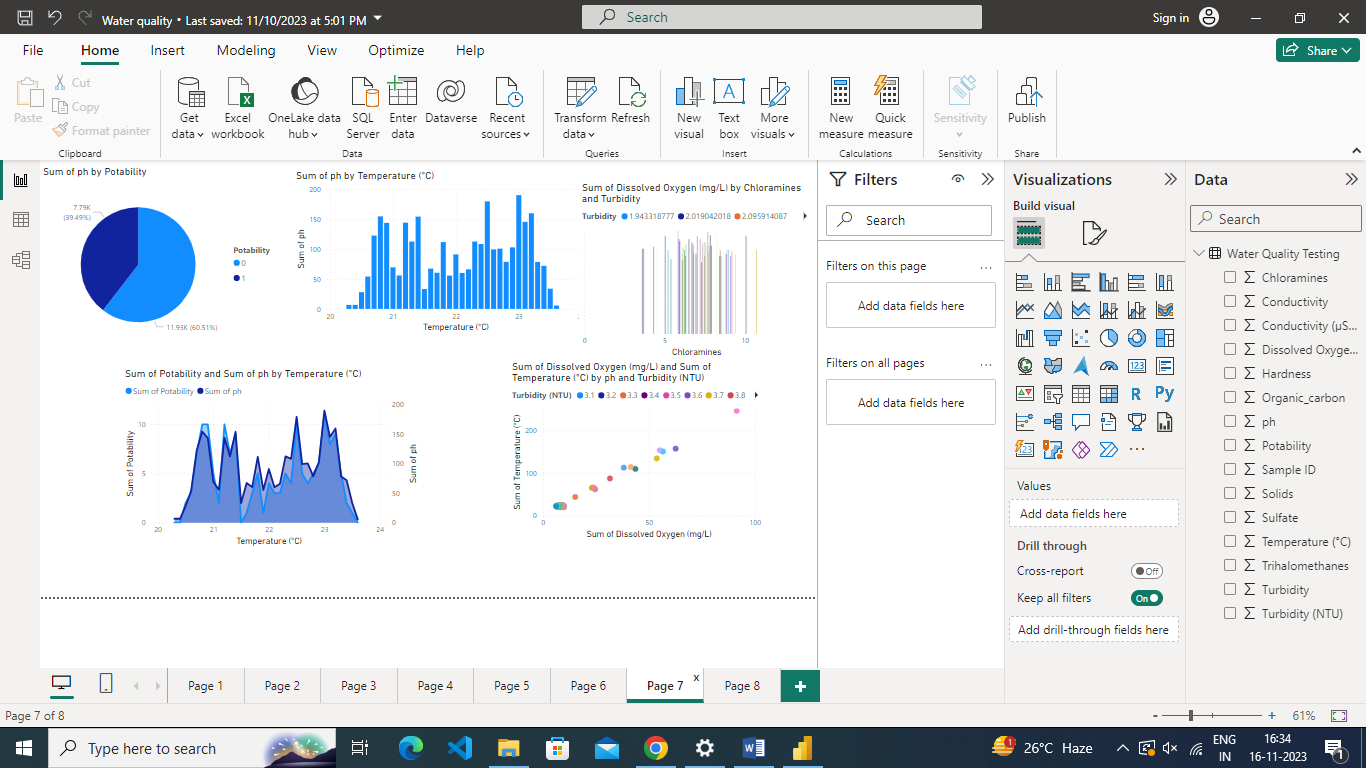 Water quality • Last saved: 11/10/2023 at 5:01 PM
Search
Sign in
File Home Insert Modeling View Optimize Help
Share
Paste
Cut
Copy
Format painter
Clipboard
Get data
Excel workbook
OneLake data hub
SQL Server
Enter data
Dataverse
Recent sources
Data
Transform data
Refresh
Queries
New visual
Text box
More visuals
Insert
New measure
Quick measure
Calculations
Sensitivity
Sensitivity
Publish
Share
Sum of ph by Potability
7.79K
(39.49%)
11.93K (60.51%)
Potability
0
1
Sum of ph by Temperature (°C)
Sum of ph
200
150
100
50
0
20 21 22 23
Temperature (°C)
Sum of Dissolved Oxygen (mg/L) by Chloramines
and Turbidity
Turbidity 1.943318777 2.019042018 2.095914087
0 5 10
Chloramines
Sum of Potability and Sum of ph by Temperature (°C)
Sum of Potability Sum of ph
Sum of Potability
10
5
0
200
150
100
50
0
Sum of ph
20 21 22 23 24
Temperature (°C)
Sum of Dissolved Oxygen (mg/L) and Sum of
Temperature (°C) by ph and Turbidity (NTU)
Turbidity (NTU) 3.1 3.2 3.3 3.4 3.5 3.6 3.7 3.8
Sum of Temperature (°C)
200
100
0
0 50 100
Sum of Dissolved Oxygen (mg/L)
Filters
Search
Filters on this page ...
Add data fields here
Filters on all pages ...
Add data fields here
Visualizations
Build visual
123
R
Py
123
...
Values
Add data fields here
Drill through
Cross-report Off
Keep all filters On
Add drill-through fields here
Data
Search
Water Quality Testing
Chloramines
Conductivity
Conductivity (µS...
Dissolved Oxyge...
Hardness
Organic_carbon
ph
Potability
Sample ID
Solids
Sulfate
Temperature (°C)
Trihalomethanes
Turbidity
Turbidity (NTU)
Page 1 Page 2 Page 3 Page 4 Page 5 Page 6 Page 7 x Page 8 +
Page 7 of 8
- + 61%
Type here to search
1
26°C Haze
ENG
IN
16:34
16-11-2023
1